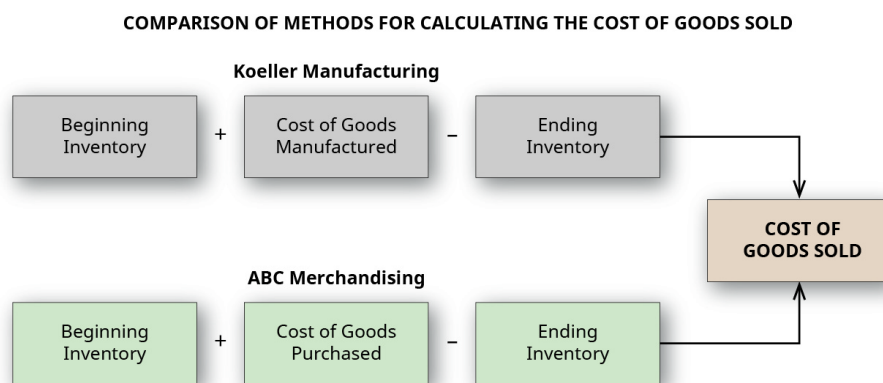 COMPARISON OF METHODS FOR CALCULATING THE COST OF GOODS SOLD
Koeller Manufacturing
Beginning
Inventory
+
Cost of Goods
Manufactured
–
Ending
Inventory
COST OF
GOODS SOLD
ABC Merchandising
Beginning
Inventory
+
Cost of Goods
Purchased
–
Ending
Inventory